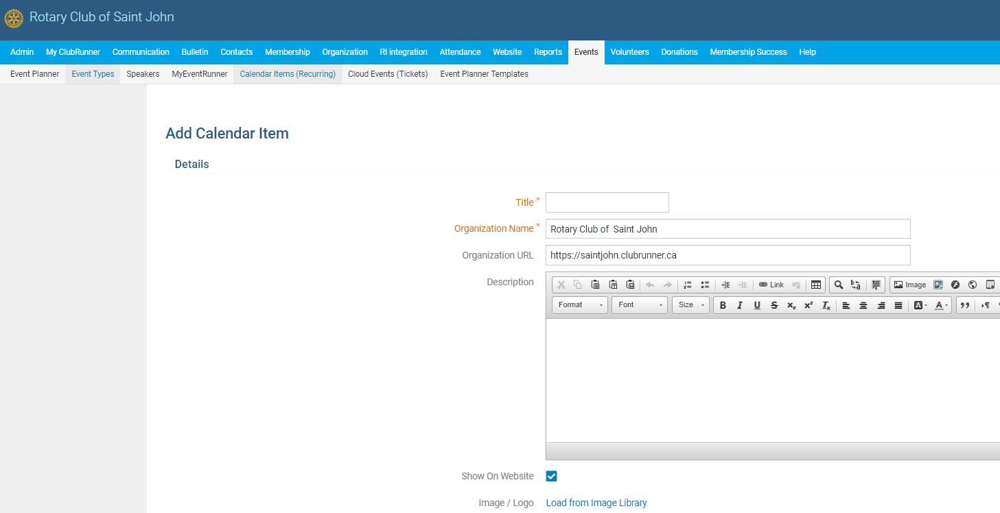 Rotary Club of Saint John
Admin My ClubRunner Communication Bulletin Contacts Membership Organization RI integration Attendance Website Reports Events Volunteers Donations Membership Success Help
Event Planner Event Types Speakers MyEventRunner Calendar Items (Recurring) Cloud Events (Tickets) Event Planner Templates
Add Calendar Item
Details
Title *
Organization Name * Rotary Club of  Saint John
Organization URL https://saintjohn.clubrunner.ca
Description
Link Image
Format Font Size B I U S x₂ x² Tx A A
Show On Website
Image / Logo Load from Image Library